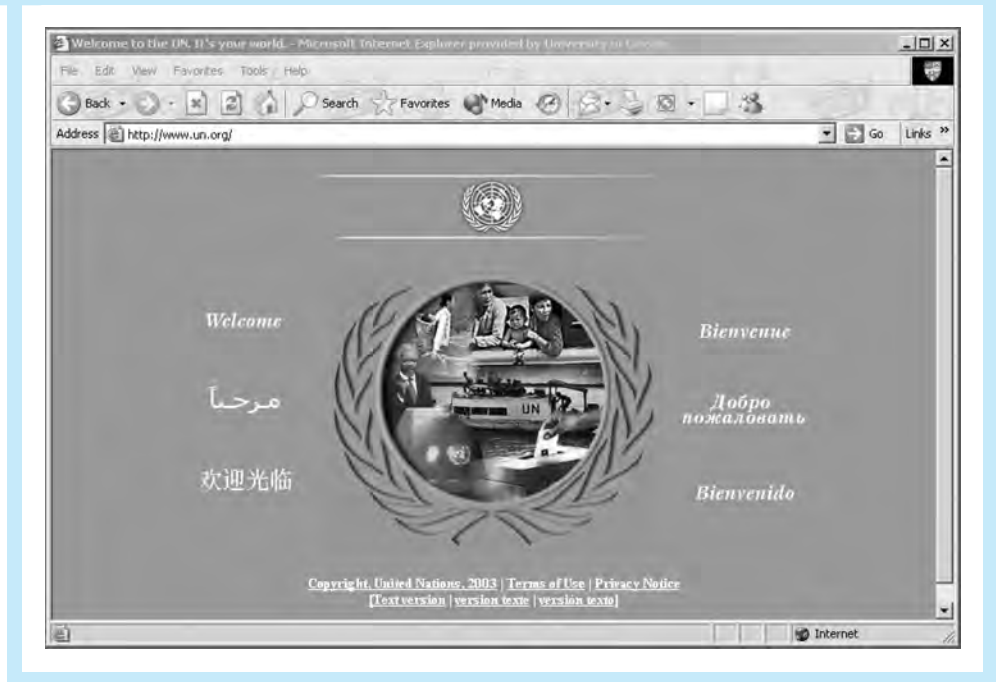 Welcome to the UN. It's your world. - Microsoft Internet Explorer provided by University
File Edit View Favorites Tools Help
Back Search Favorites Media
Address http://www.un.org/ Go Links »
Welcome
Bienvenue
مرحباً
Добро
пожаловать
欢迎光临
Bienvenido
UN
Copyright, United Nations, 2003 | Terms of Use | Privacy Notice
[Text version | version texte | versión texto]
Internet